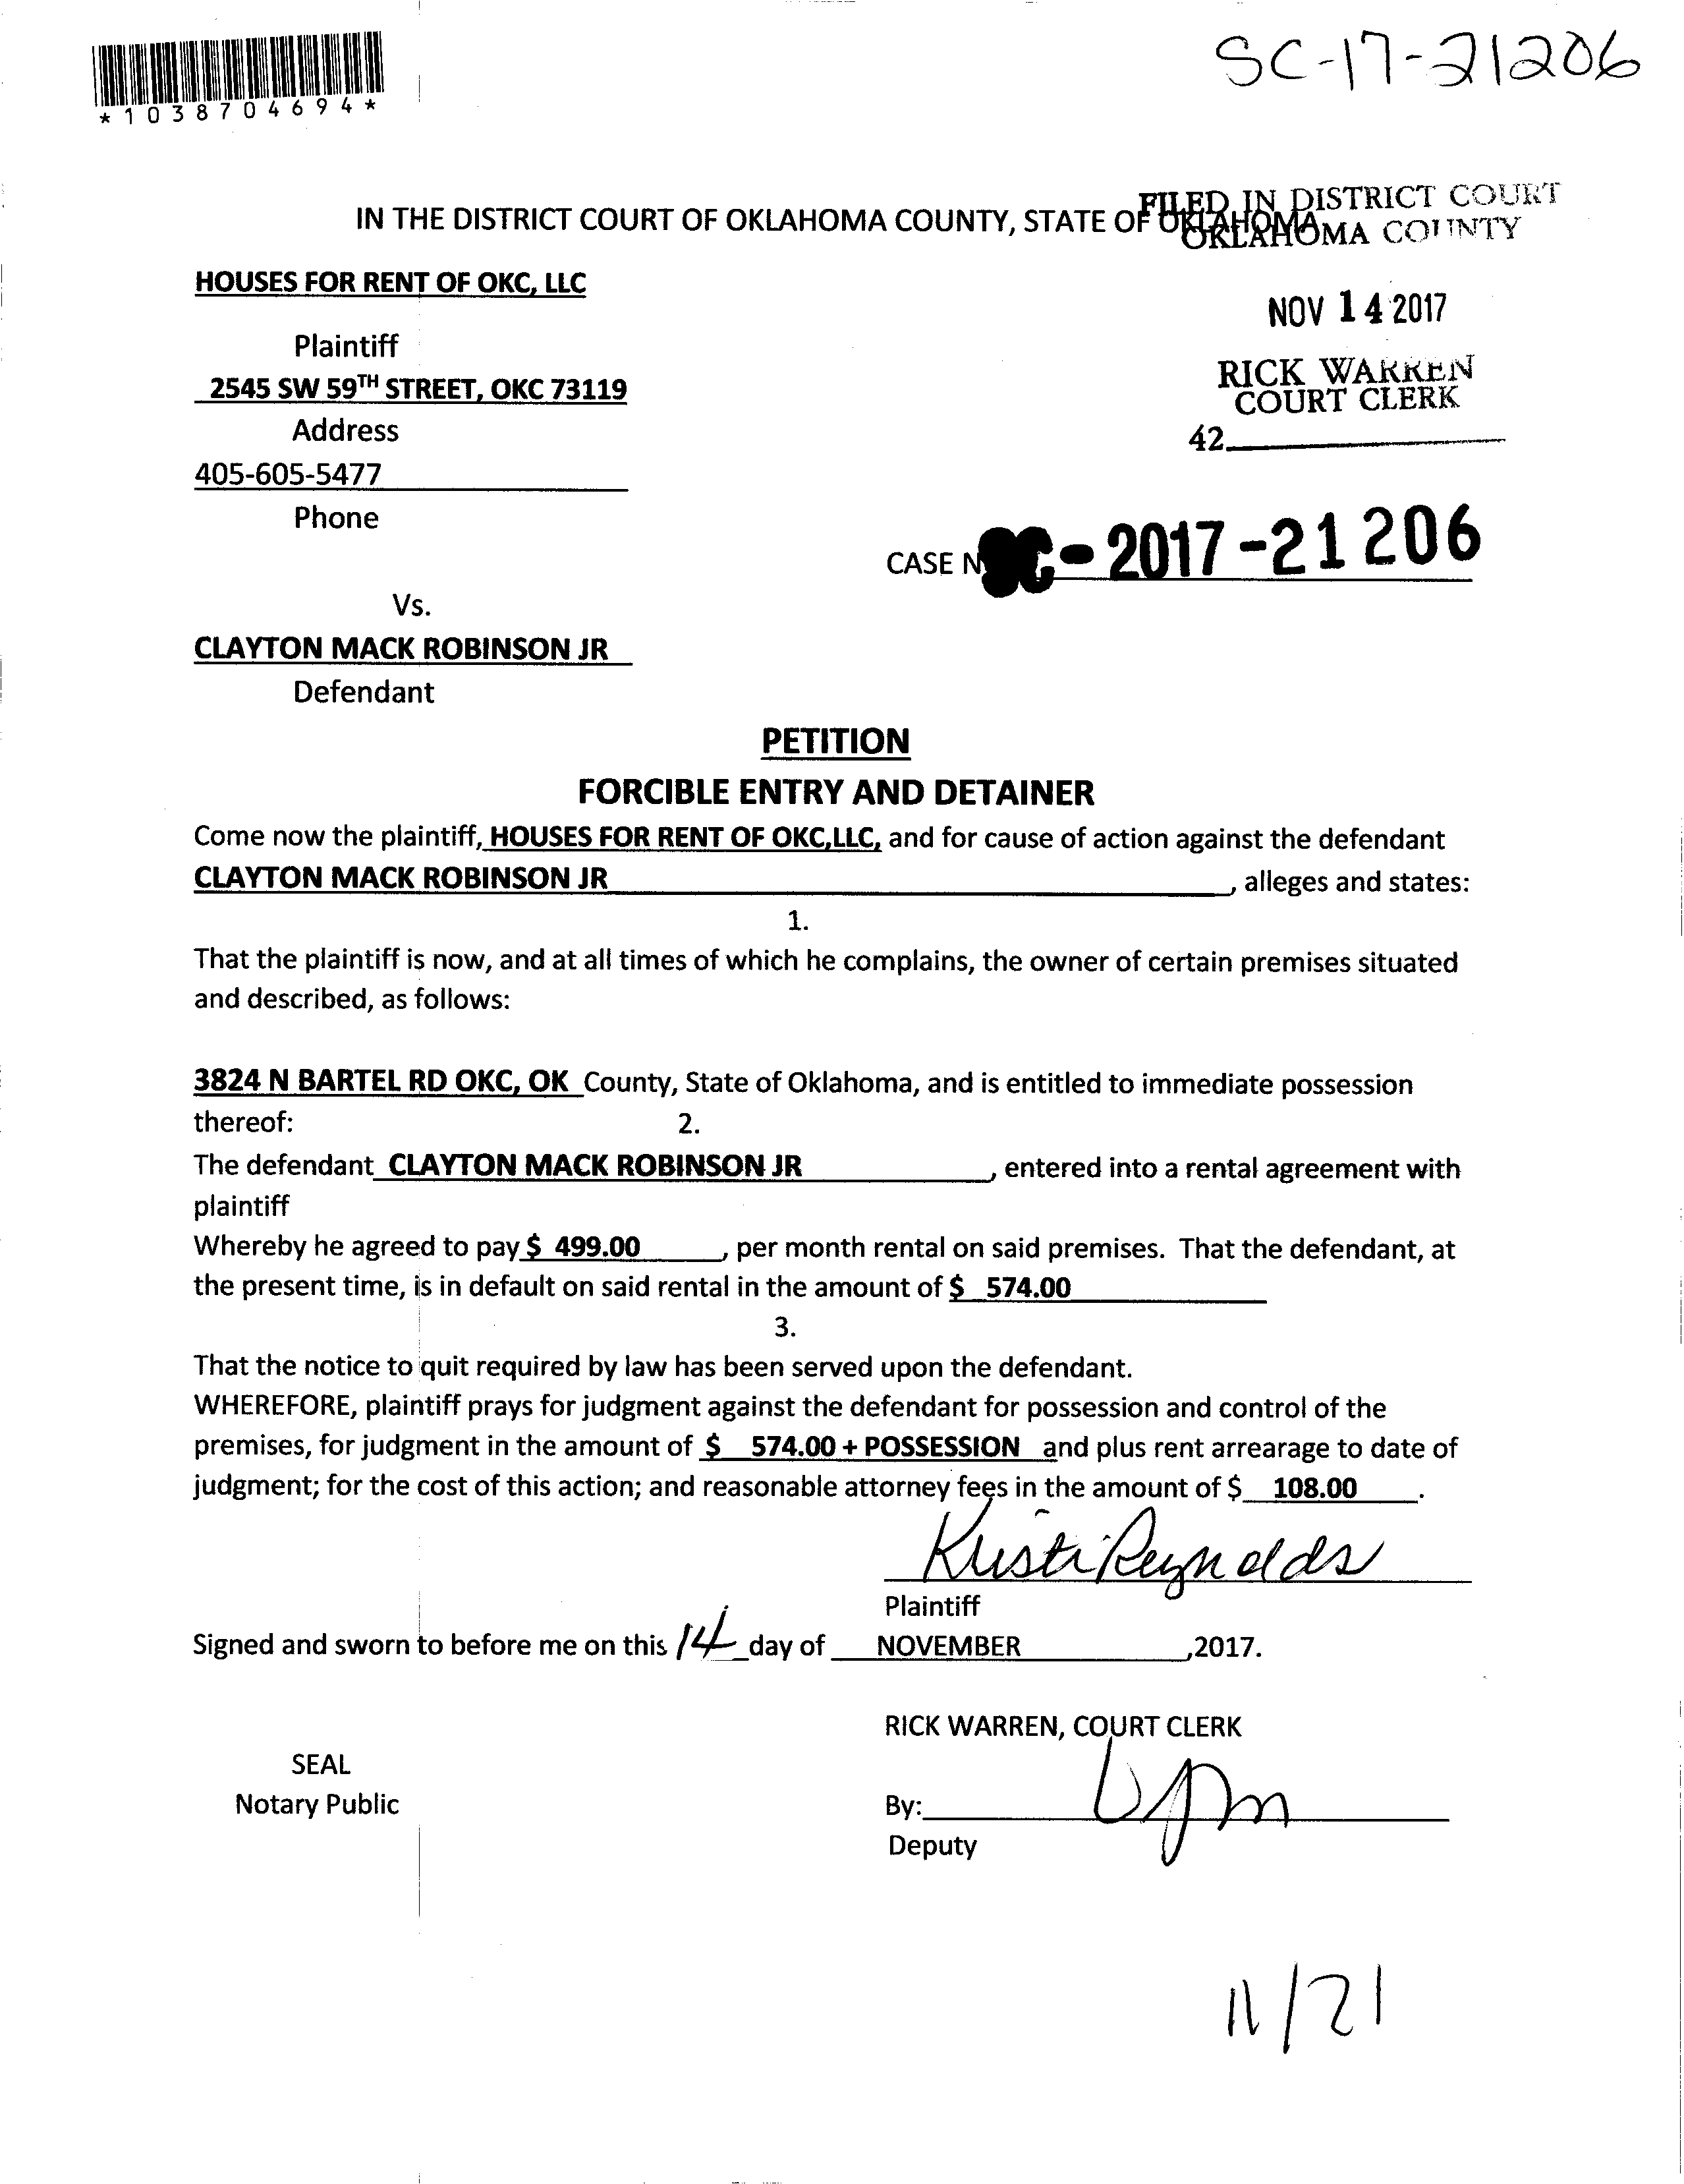 SC-17-21206
*1038704694*
IN THE DISTRICT COURT OF OKLAHOMA COUNTY, STATE OF OKLAHOMA
FILED IN DISTRICT COURT
OKLAHOMA COUNTY
HOUSES FOR RENT OF OKC, LLC
NOV 14 2017
Plaintiff
RICK WARREN
2545 SW 59TH STREET, OKC 73119
COURT CLERK
Address
42
405-605-5477
Phone
CASE N SC-2017-21206
Vs.
CLAYTON MACK ROBINSON JR
Defendant
PETITION
FORCIBLE ENTRY AND DETAINER
Come now the plaintiff, HOUSES FOR RENT OF OKC,LLC, and for cause of action against the defendant
CLAYTON MACK ROBINSON JR, alleges and states:
1.
That the plaintiff is now, and at all times of which he complains, the owner of certain premises situated
and described, as follows:
3824 N BARTEL RD OKC, OK County, State of Oklahoma, and is entitled to immediate possession
thereof: 2.
The defendant CLAYTON MACK ROBINSON JR, entered into a rental agreement with
plaintiff
Whereby he agreed to pay $ 499.00, per month rental on said premises. That the defendant, at
the present time, is in default on said rental in the amount of $ 574.00
3.
That the notice to quit required by law has been served upon the defendant.
WHEREFORE, plaintiff prays for judgment against the defendant for possession and control of the
premises, for judgment in the amount of $ 574.00 + POSSESSION and plus rent arrearage to date of
judgment; for the cost of this action; and reasonable attorney fees in the amount of $ 108.00.
Kristi Reynolds
Plaintiff
Signed and sworn to before me on this 14 day of NOVEMBER,2017.
RICK WARREN, COURT CLERK
SEAL
Notary Public
By:
Deputy
11/21